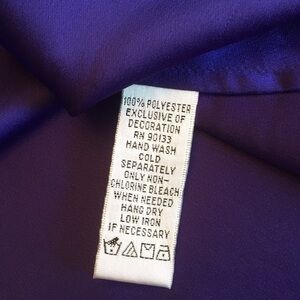 100% POLYESTER
EXCLUSIVE OF
DECORATION
RN 90133
HAND WASH
COLD
SEPARATELY
ONLY NON-
CHLORINE BLEACH
WHEN NEEDED
HANG DRY
LOW IRON
IF NECESSARY